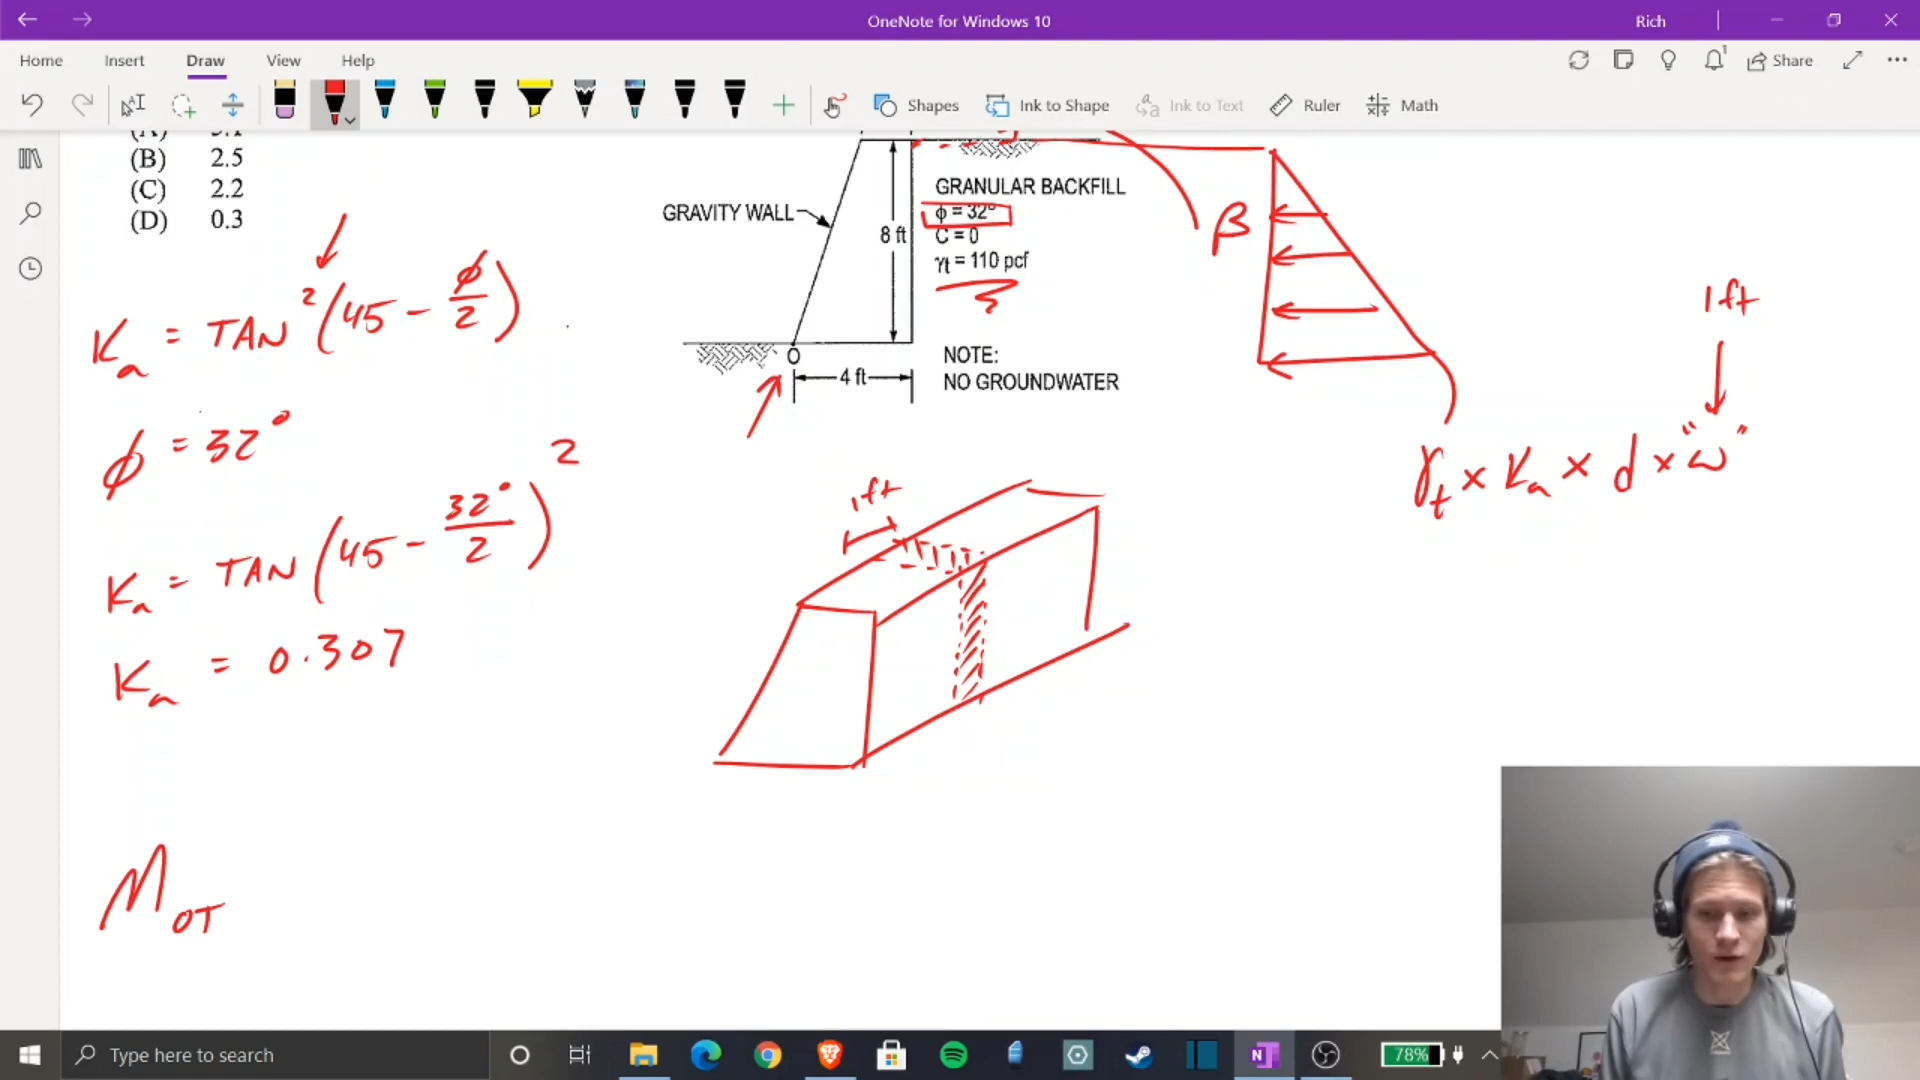 OneNote for Windows 10
Rich
Home Insert Draw View Help
1
Share
Shapes
Ink to Shape
Ink to Text
Ruler
Math
(B) 2.5
(C) 2.2
(D) 0.3
GRAVITY WALL
8 ft
GRANULAR BACKFILL
ϕ = 32°
C = 0
γt = 110 pcf
NOTE:
NO GROUNDWATER
O
4 ft
β
1ft
γt × Ka × d × "w"
Ka = TAN²(45 - ϕ/2)
ϕ = 32°
Ka = TAN(45 - 32°/2)²
Ka = 0.307
1ft
MOT
Type here to search
78%